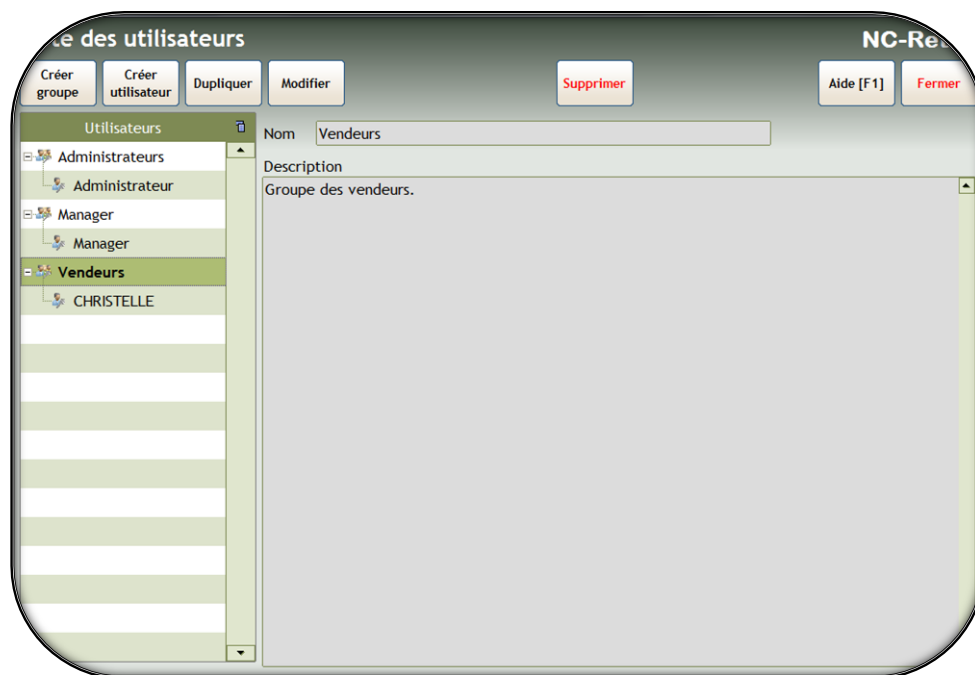 des utilisateurs
NC-Re
Créer groupe
Créer utilisateur
Dupliquer
Modifier
Supprimer
Aide [F1]
Fermer
Utilisateurs
Administrateurs
Administrateur
Manager
Manager
Vendeurs
CHRISTELLE
Nom
Vendeurs
Description
Groupe des vendeurs.